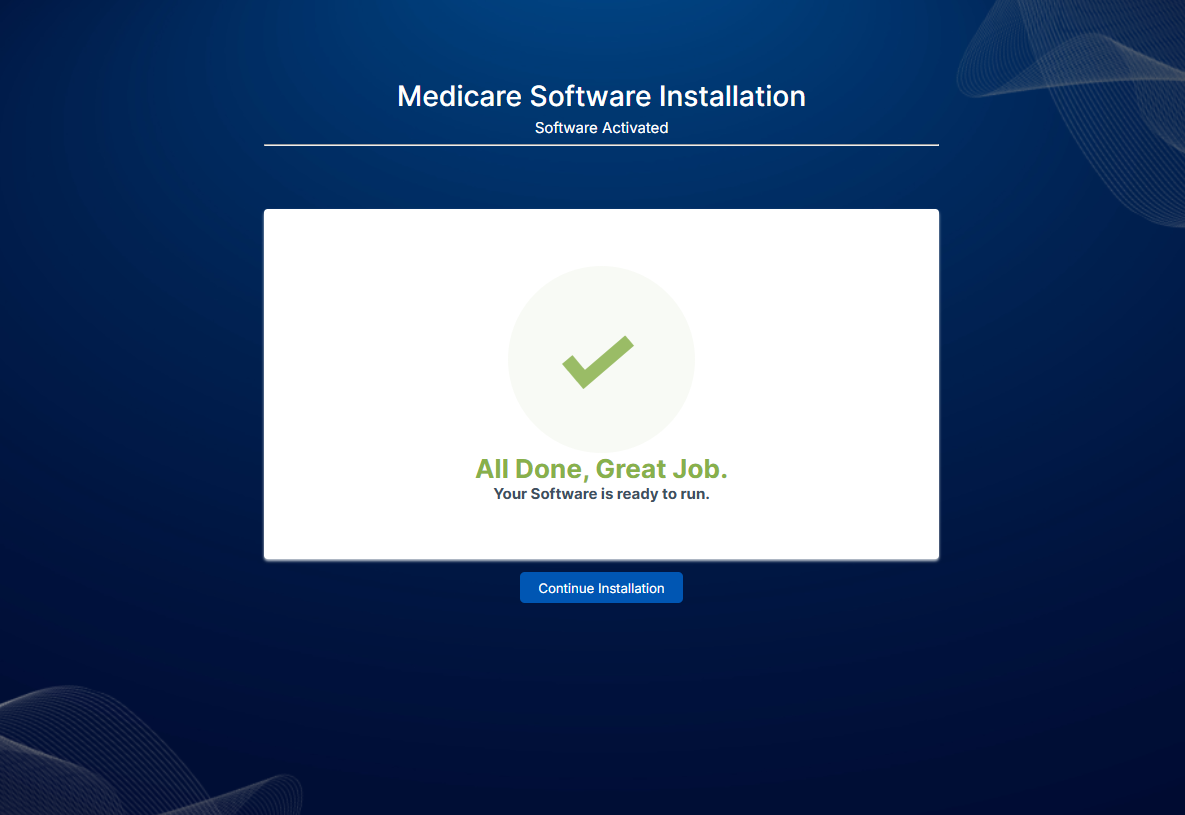 Medicare Software Installation
Software Activated
All Done, Great Job.
Your Software is ready to run.
Continue Installation